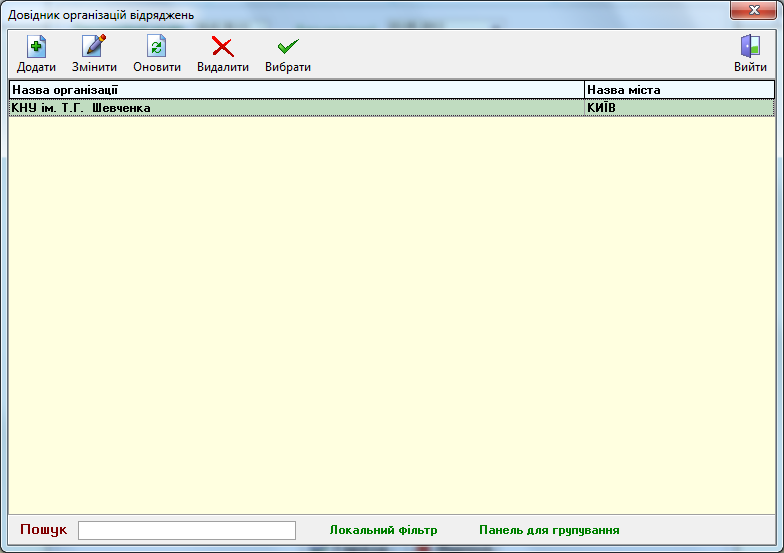 Довідник організацій відряджень
Додати Змінити Оновити Видалити Вибрати Вийти
Назва організації Назва міста
КНУ ім. Т.Г. Шевченка КИЇВ
Пошук Локальний фільтр Панель для групування